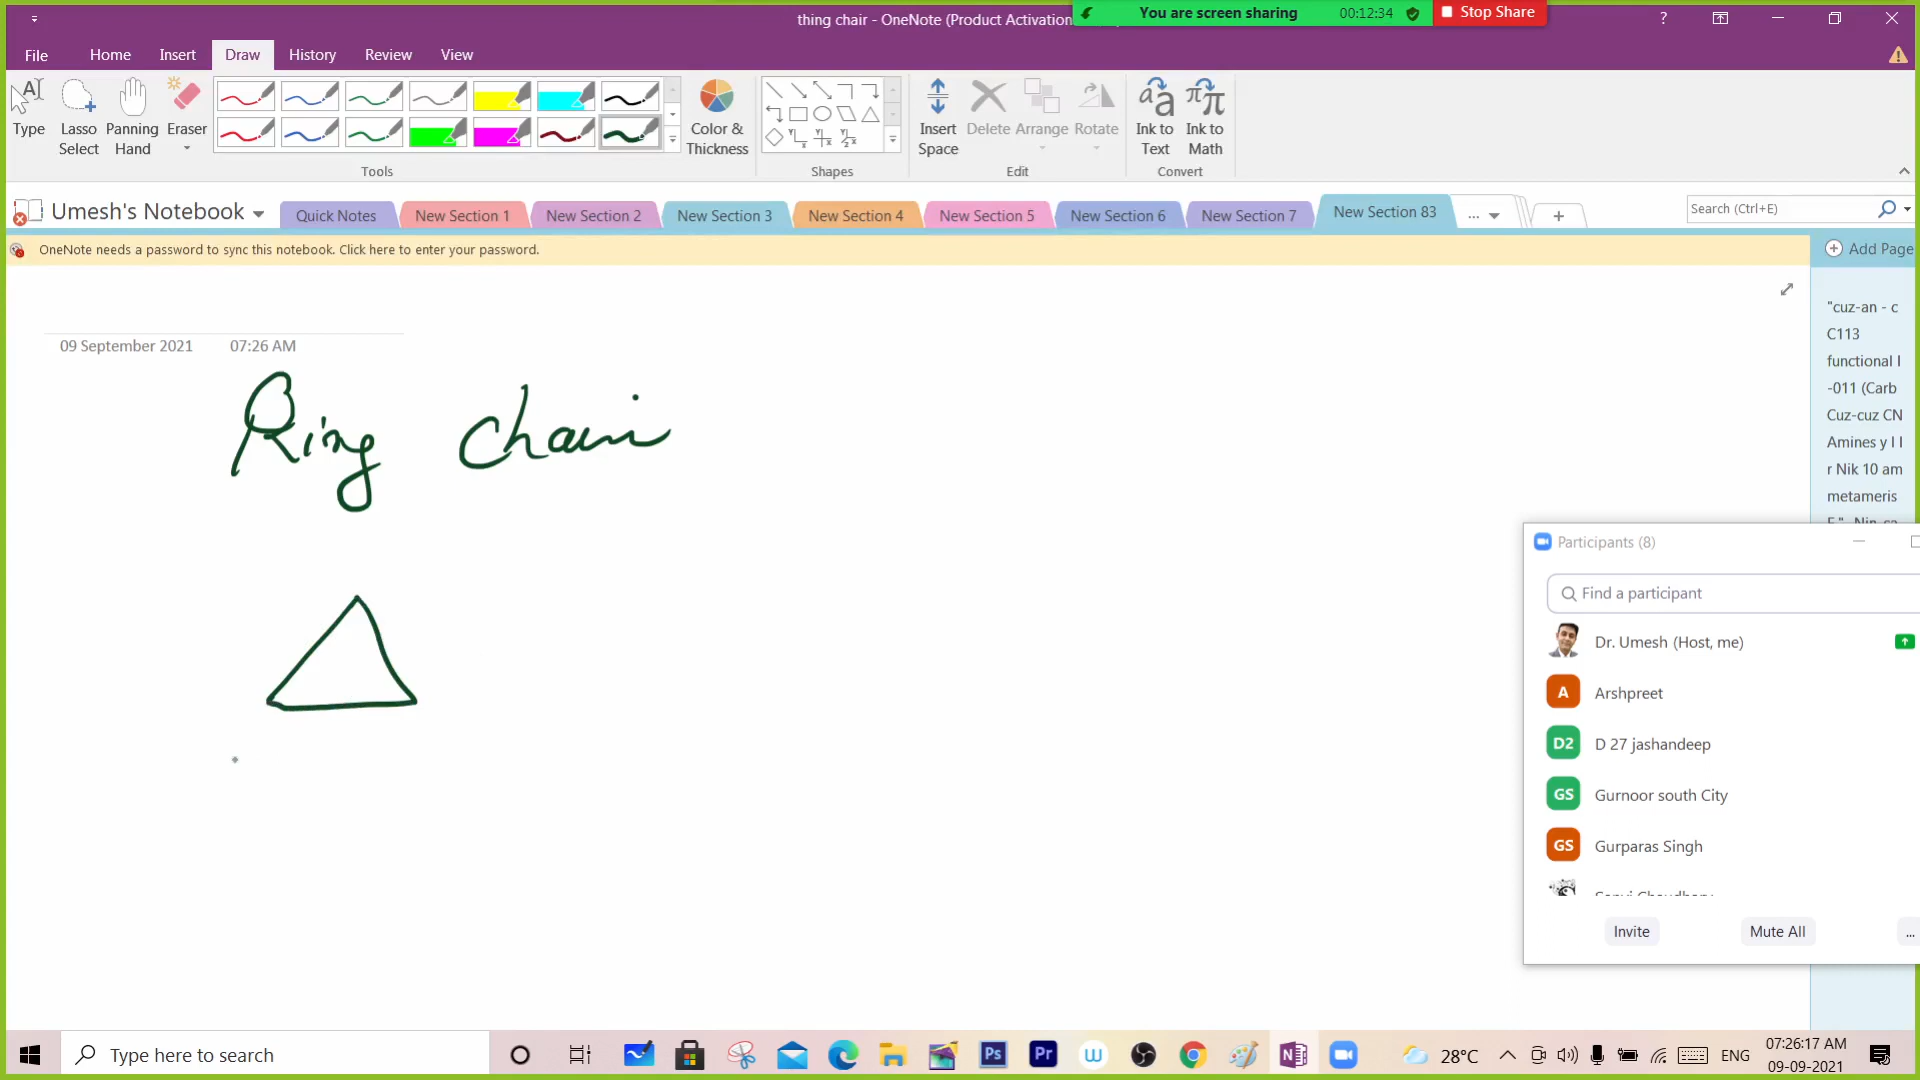 thing chair - OneNote (Product Activation
You are screen sharing 00:12:34 Stop Share
?
File Home Insert Draw History Review View
Type Lasso Select Panning Hand Eraser
Color & Thickness
Insert Space Delete Arrange Rotate
Ink to Text Ink to Math
Tools Shapes Edit Convert
Umesh's Notebook Quick Notes New Section 1 New Section 2 New Section 3 New Section 4 New Section 5 New Section 6 New Section 7 New Section 83 ... +
Search (Ctrl+E)
OneNote needs a password to sync this notebook. Click here to enter your password.
Add Page
09 September 2021 07:26 AM
Ring Chain
"cuz-an - c
C113
functional I
-011 (Carb
Cuz-cuz CN
Amines y I I
r Nik 10 am
metameris
Participants (8)
Find a participant
Dr. Umesh (Host, me)
A Arshpreet
D2 D 27 jashandeep
GS Gurnoor south City
GS Gurparas Singh
Invite Mute All ...
Type here to search
Ps Pr W N
28°C ENG 07:26:17 AM
09-09-2021